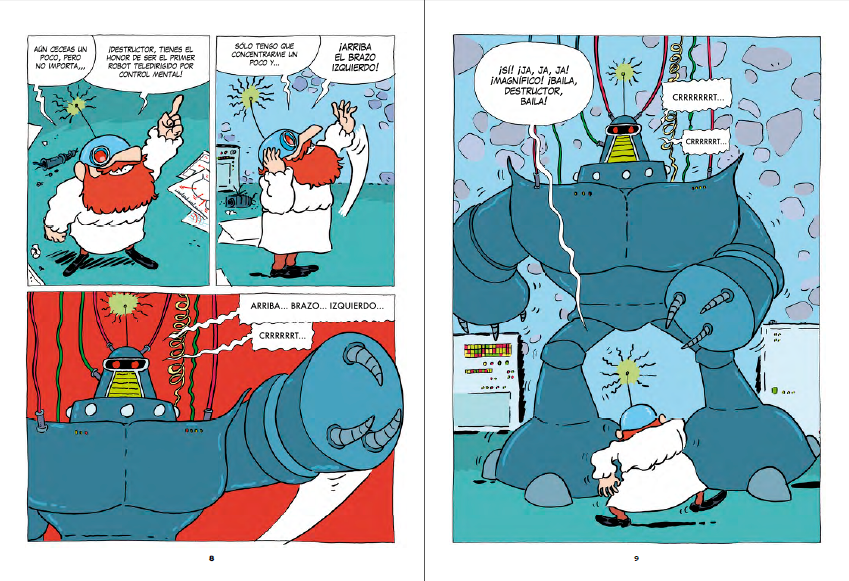 AÚN CECEAS UN
POCO, PERO
NO IMPORTA,,,
¡DESTRUCTOR, TIENES EL
HONOR DE SER EL PRIMER
ROBOT TELEDIRIGIDO POR
CONTROL MENTAL!
SÓLO TENGO QUE
CONCENTRARME UN
POCO Y...
¡ARRIBA
EL BRAZO
IZQUIERDO!
ARRIBA... BRAZO... IZQUIERDO...
CRRRRRRT...
8
¡SÍ! ¡JA, JA, JA!
¡MAGNÍFICO! ¡BAILA,
DESTRUCTOR,
BAILA!
CRRRRRRRT...
CRRRRRT...
9